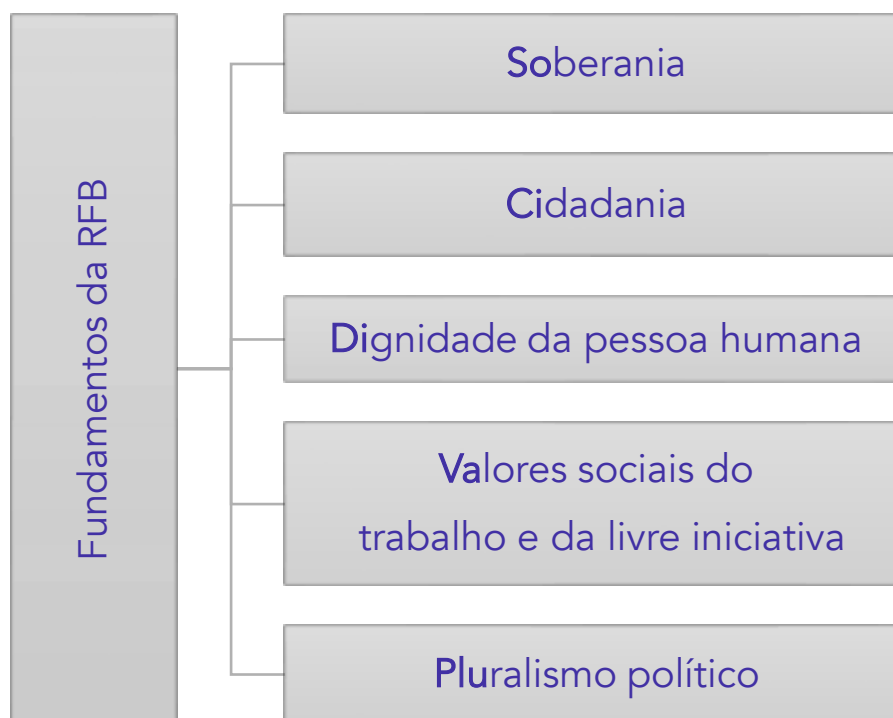 Fundamentos da RFB
Soberania
Cidadania
Dignidade da pessoa humana
Valores sociais do
trabalho e da livre iniciativa
Pluralismo político